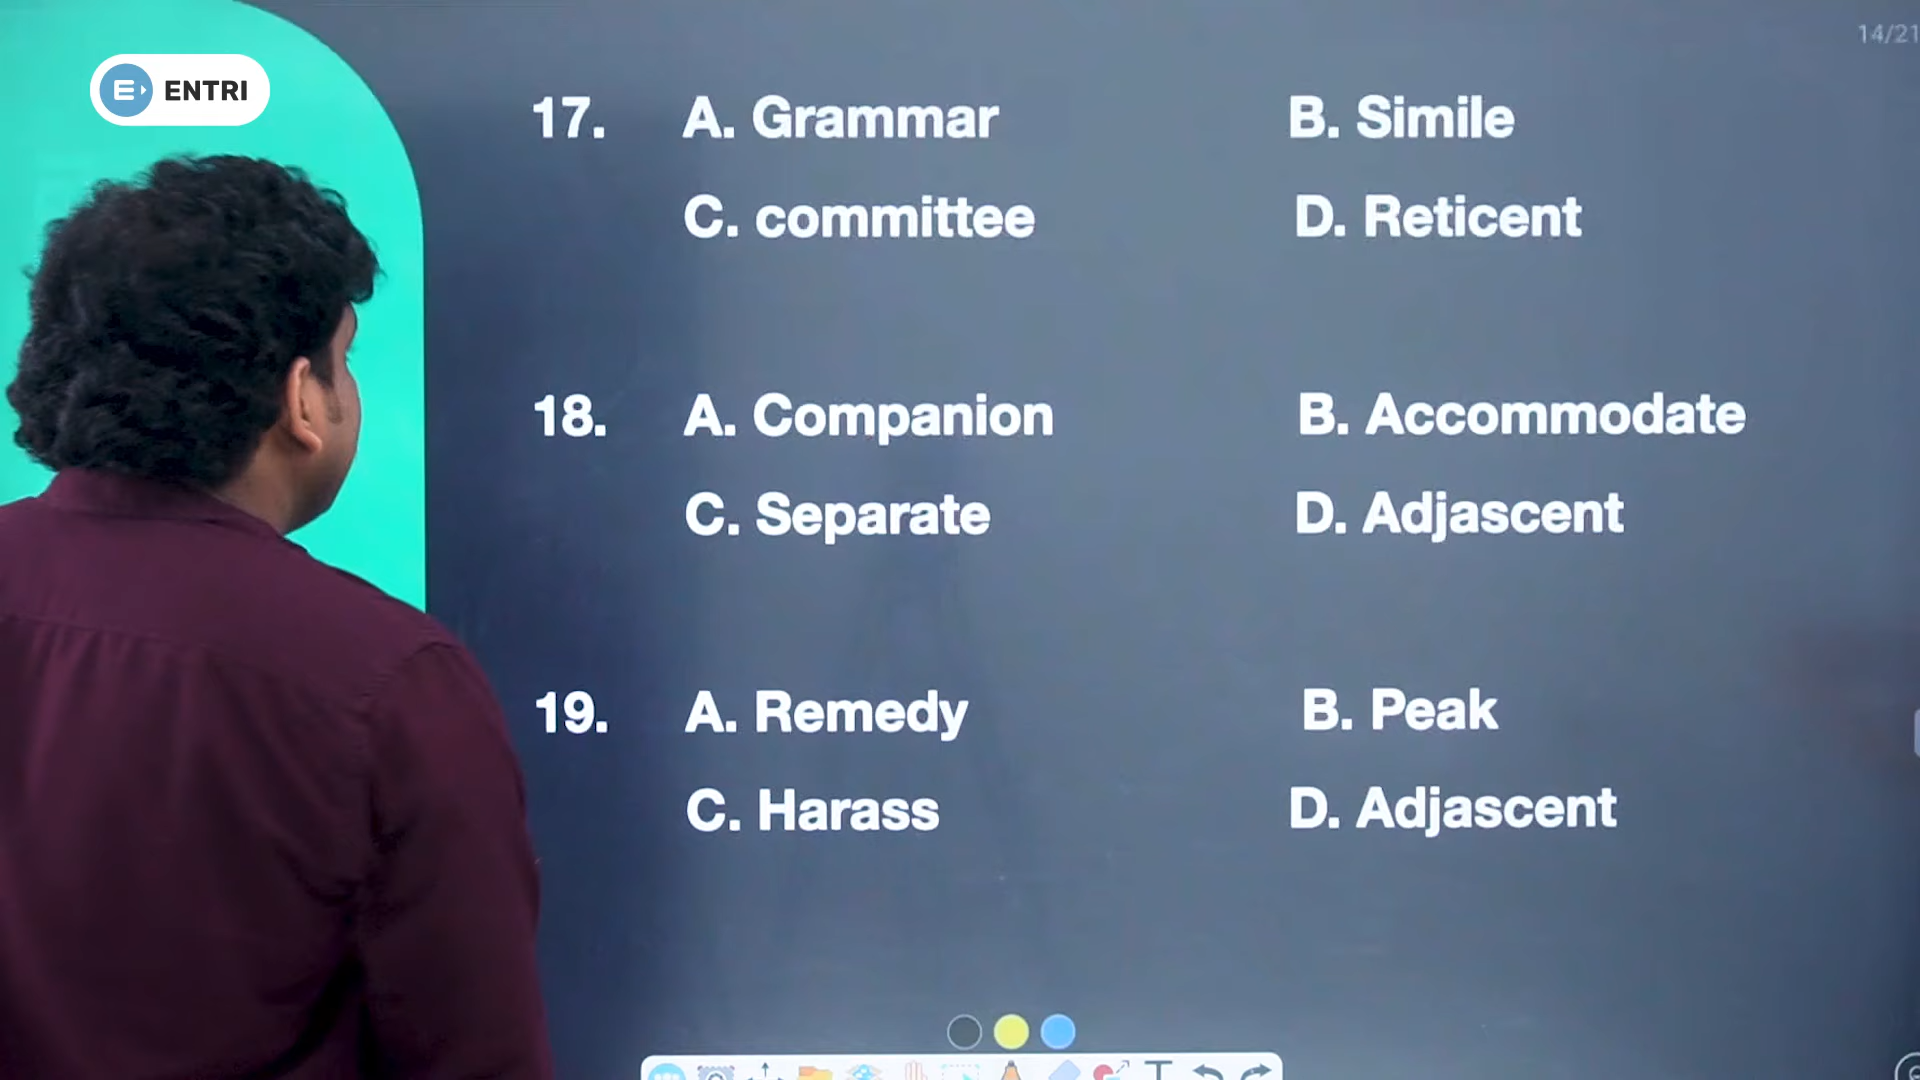 ENTRI
14/21
17. A. Grammar B. Simile
C. committee D. Reticent
18. A. Companion B. Accommodate
C. Separate D. Adjascent
19. A. Remedy B. Peak
C. Harass D. Adjascent